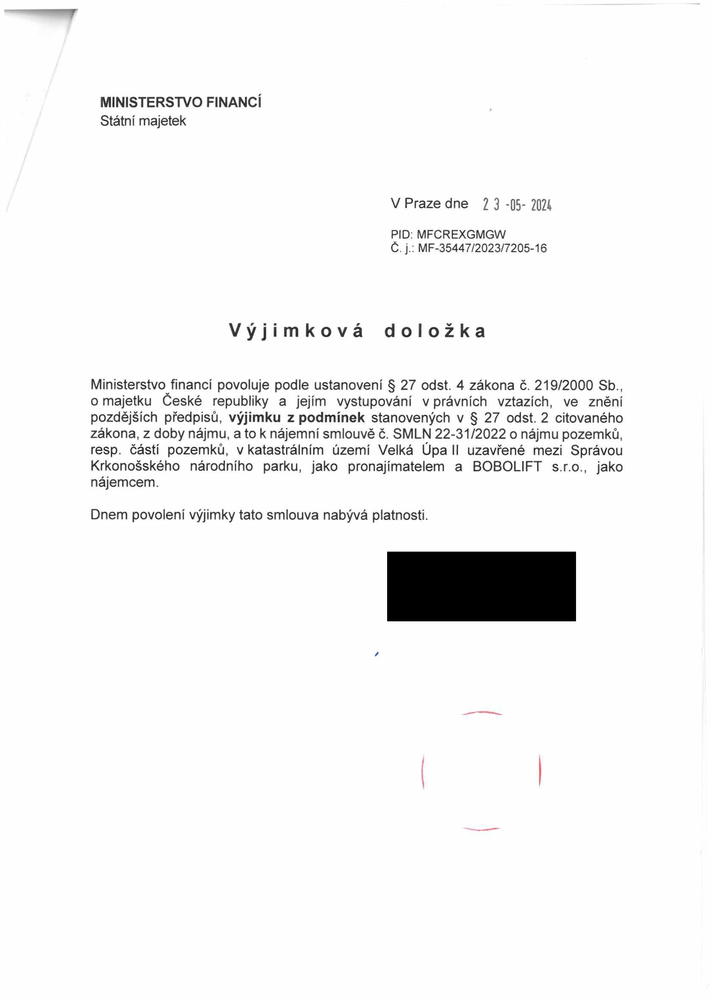 MINISTERSTVO FINANCÍ
Státní majetek
V Praze dne 23-05-2024
PID: MFCREXGMGW
Č. j.: MF-35447/2023/7205-16
Výjimková doložka
Ministerstvo financí povoluje podle ustanovení § 27 odst. 4 zákona č. 219/2000 Sb.,
o majetku České republiky a jejím vystupování v právních vztazích, ve znění
pozdějších předpisů, výjimku z podmínek stanovených v § 27 odst. 2 citovaného
zákona, z doby nájmu, a to k nájemní smlouvě č. SMLN 22-31/2022 o nájmu pozemků,
resp. částí pozemků, v katastrálním území Velká Úpa II uzavřené mezi Správou
Krkonošského národního parku, jako pronajímatelem a BOBOLIFT s.r.o., jako
nájemcem.
Dnem povolení výjimky tato smlouva nabývá platnosti.